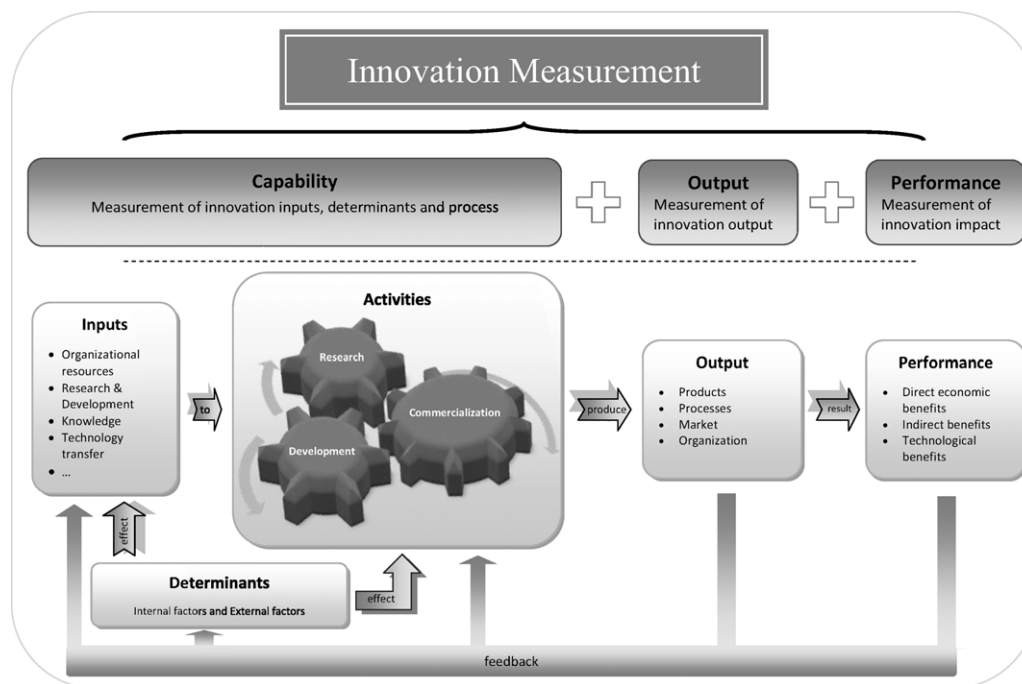 Innovation Measurement
Capability
Measurement of innovation inputs, determinants and process
Output
Measurement of
innovation output
Performance
Measurement of
innovation impact
Inputs
• Organizational
resources
• Research &
Development
• Knowledge
• Technology
transfer
• ...
to
Activities
Research
Development
Commercialization
produce
Output
• Products
• Processes
• Market
• Organization
result
Performance
• Direct economic
benefits
• Indirect benefits
• Technological
benefits
effect
Determinants
Internal factors and External factors
effect
feedback